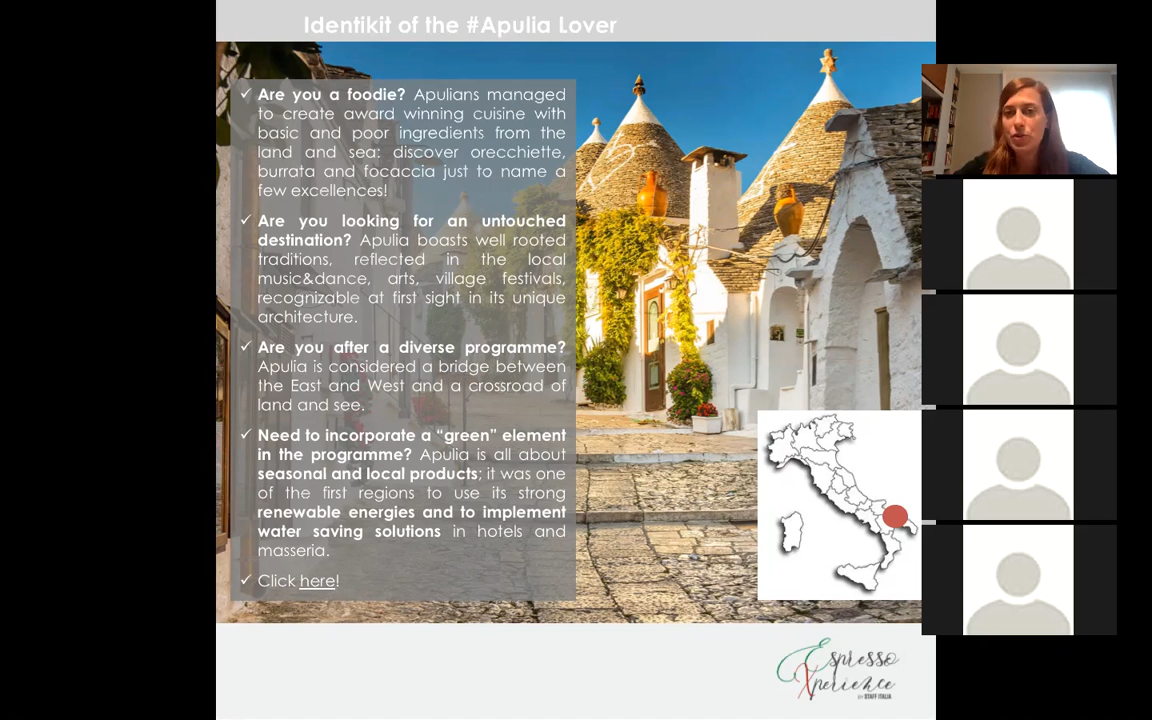 Identikit of the #Apulia Lover
✓ Are you a foodie? Apulians managed
to create award winning cuisine with
basic and poor ingredients from the
land and sea: discover orecchiette,
burrata and focaccia just to name a
few excellences!
✓ Are you looking for an untouched
destination? Apulia boasts well rooted
traditions, reflected in the local
music&dance, arts, village festivals,
recognizable at first sight in its unique
architecture.
✓ Are you after a diverse programme?
Apulia is considered a bridge between
the East and West and a crossroad of
land and see.
✓ Need to incorporate a “green” element
in the programme? Apulia is all about
seasonal and local products; it was one
of the first regions to use its strong
renewable energies and to implement
water saving solutions in hotels and
masseria.
✓ Click here!
Espresso
Xperience
by STAFF ITALIA